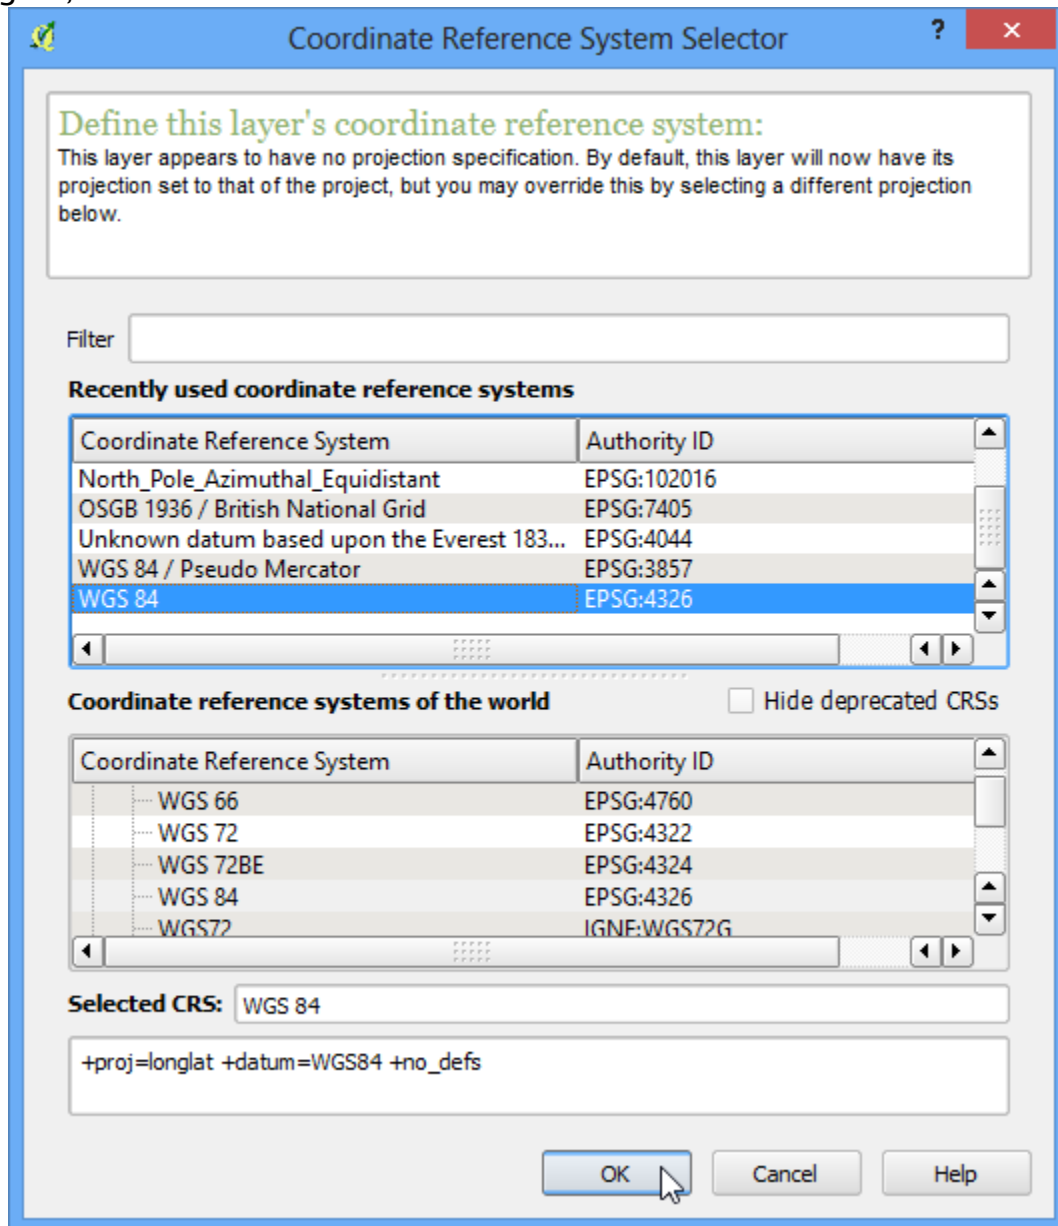 Coordinate Reference System Selector ? ×
Define this layer's coordinate reference system:
This layer appears to have no projection specification. By default, this layer will now have its
projection set to that of the project, but you may override this by selecting a different projection
below.
Filter
Recently used coordinate reference systems
Coordinate Reference System Authority ID
North_Pole_Azimuthal_Equidistant EPSG:102016
OSGB 1936 / British National Grid EPSG:7405
Unknown datum based upon the Everest 183... EPSG:4044
WGS 84 / Pseudo Mercator EPSG:3857
WGS 84 EPSG:4326
Coordinate reference systems of the world Hide deprecated CRSs
Coordinate Reference System Authority ID
WGS 66 EPSG:4760
WGS 72 EPSG:4322
WGS 72BE EPSG:4324
WGS 84 EPSG:4326
WGS72 IGNF:WGS72G
Selected CRS: WGS 84
+proj=longlat +datum=WGS84 +no_defs
OK Cancel Help